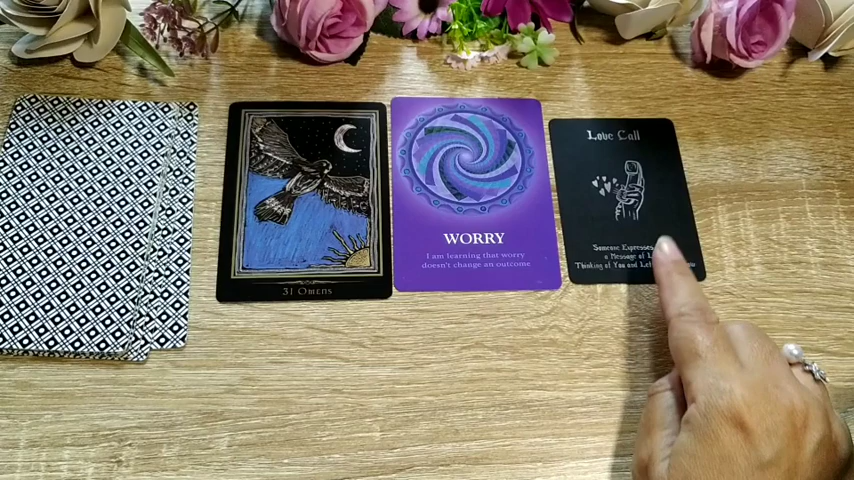 31 Omens
WORRY
I am learning that worry
doesn't change an outcome
Love Call
Someone Expresses
a Message of
Thinking of You and